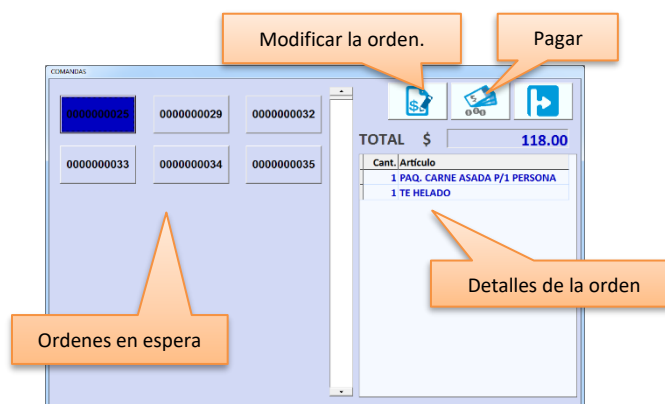 Modificar la orden.
Pagar
COMANDAS
0000000025 0000000029 0000000032
0000000033 0000000034 0000000035
TOTAL $ 118.00
Cant. Artículo
1 PAQ. CARNE ASADA P/1 PERSONA
1 TE HELADO
Detalles de la orden
Ordenes en espera